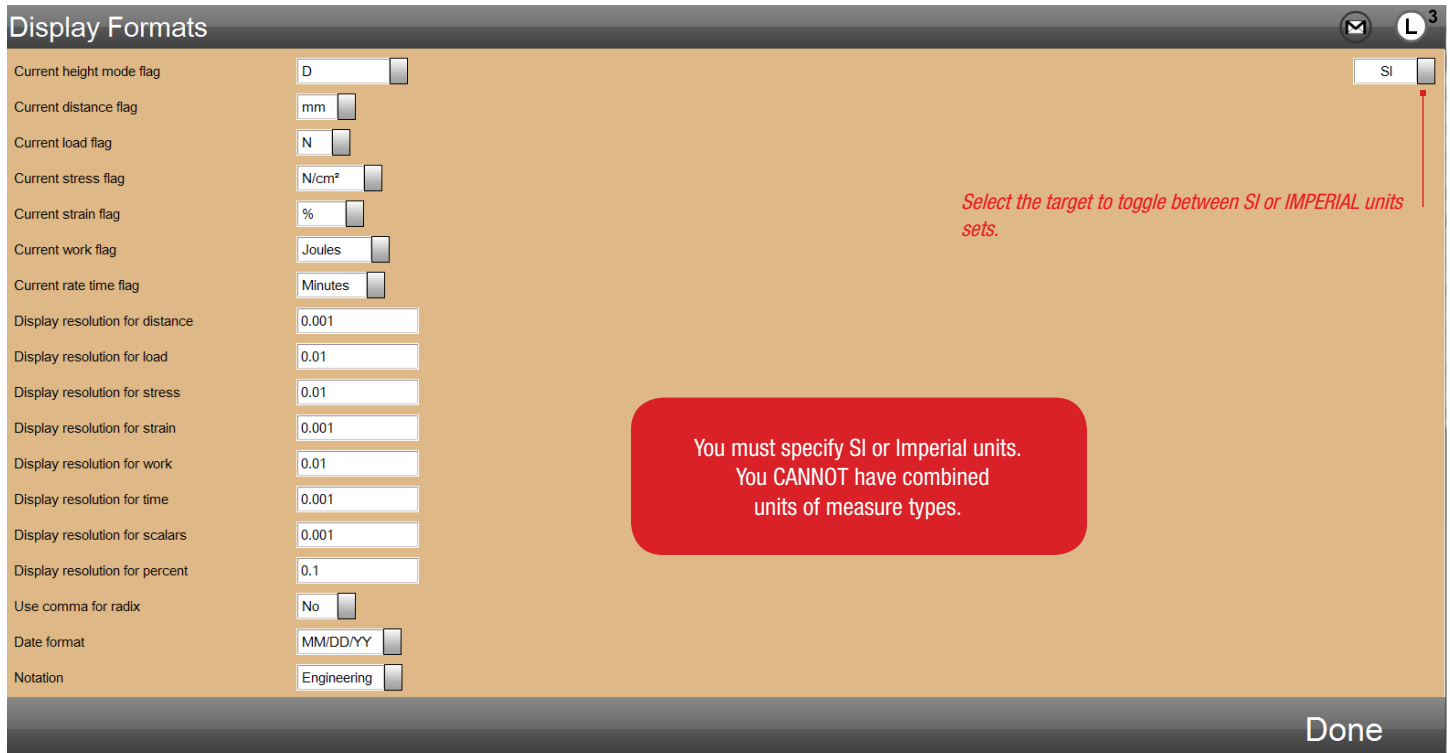 Display Formats
L3
Current height mode flag D SI
Current distance flag mm
Current load flag N
Current stress flag N/cm²
Current strain flag %
Select the target to toggle between SI or IMPERIAL units
sets.
Current work flag Joules
Current rate time flag Minutes
Display resolution for distance 0.001
Display resolution for load 0.01
Display resolution for stress 0.01
Display resolution for strain 0.001
Display resolution for work 0.01
Display resolution for time 0.001
Display resolution for scalars 0.001
Display resolution for percent 0.1
You must specify SI or Imperial units.
You CANNOT have combined
units of measure types.
Use comma for radix No
Date format MM/DD/YY
Notation Engineering
Done